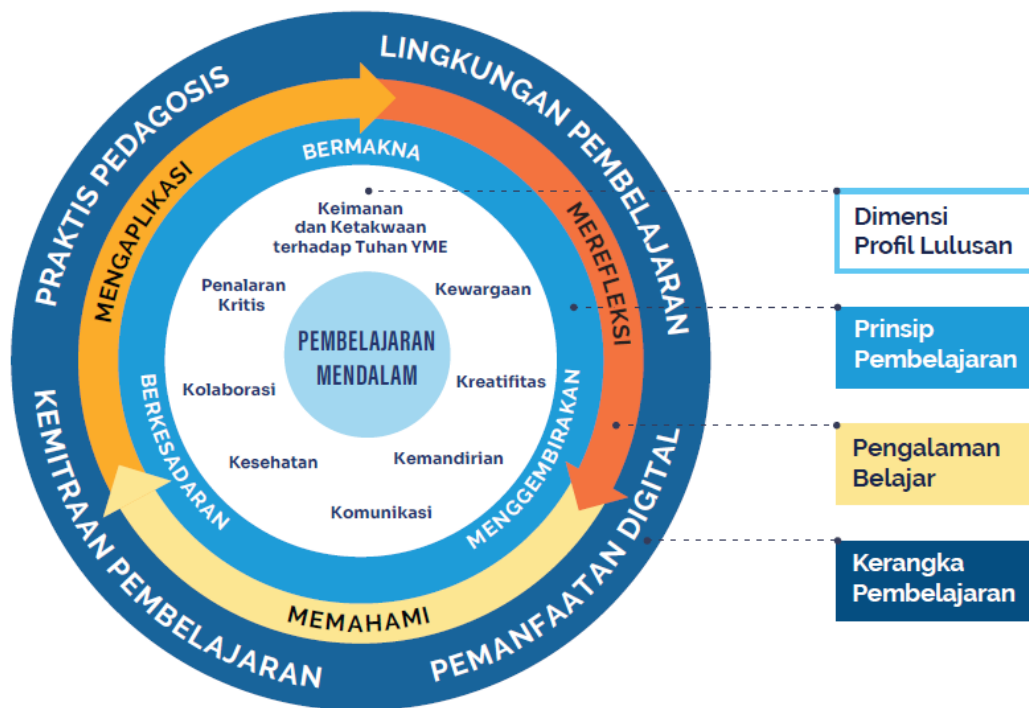 PRAKTIS PEDAGOSIS
LINGKUNGAN PEMBELAJARAN
MENGAPLIKASI
MEREFLEKSI
BERMAKNA
Keimanan
dan Ketakwaan
terhadap Tuhan YME
Penalaran
Kritis
Kewargaan
PEMBELAJARAN
MENDALAM
Kolaborasi
Kreatifitas
Kesehatan
Kemandirian
Komunikasi
BERKESADARAN
MENGGEMBIRAKAN
MEMAHAMI
KEMITRAAN PEMBELAJARAN
PEMANFAATAN DIGITAL
Dimensi
Profil Lulusan
Prinsip
Pembelajaran
Pengalaman
Belajar
Kerangka
Pembelajaran